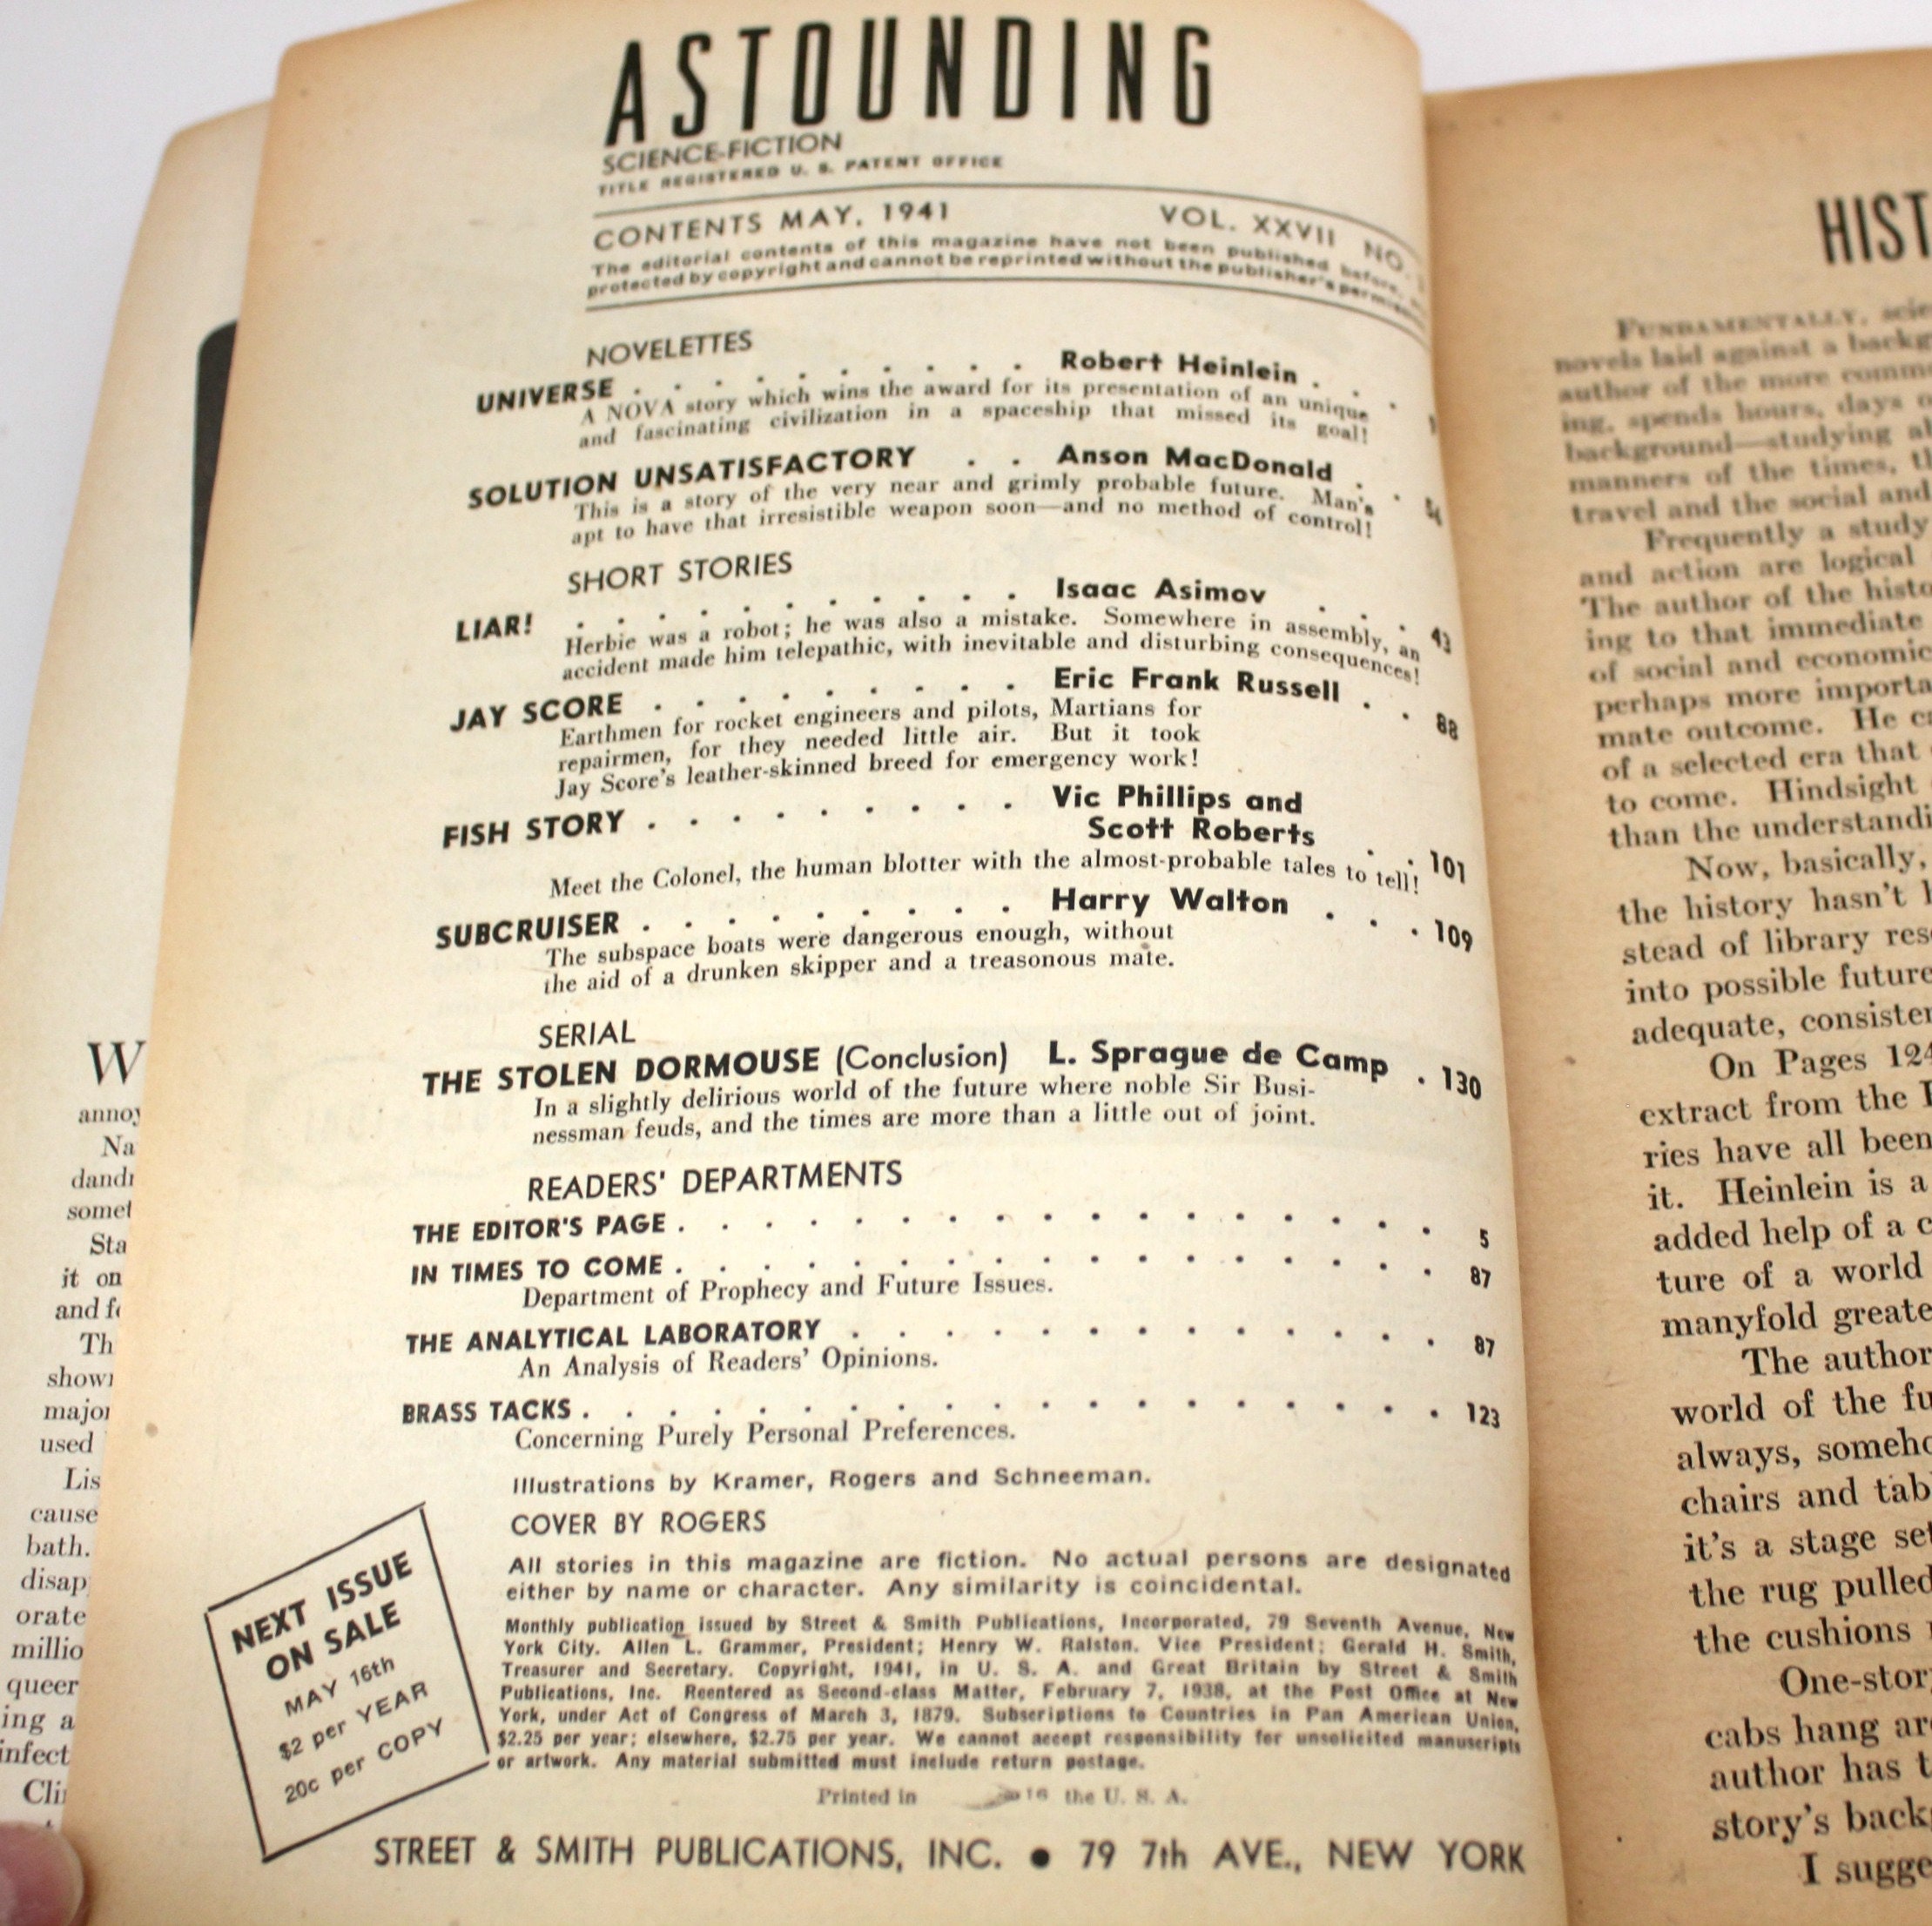 ASTOUNDING
SCIENCE-FICTION
TITLE REGISTERED U. S. PATENT OFFICE
CONTENTS MAY, 1941 VOL. XXVII NO.
The editorial contents of this magazine have not been published before,
protected by copyright and cannot be reprinted without the publisher's
NOVELETTES
UNIVERSE . . . . . . . . . . Robert Heinlein . . .
A NOVA story which wins the award for its presentation of an unique
and fascinating civilization in a spaceship that missed its goal!
SOLUTION UNSATISFACTORY . . Anson MacDonald . .
This is a story of the very near and grimly probable future. Man's
apt to have that irresistible weapon soon—and no method of control!
SHORT STORIES
LIAR! . . . . . . . . . . . Isaac Asimov . . . 43
Herbie was a robot; he was also a mistake. Somewhere in assembly, an
accident made him telepathic, with inevitable and disturbing consequences!
JAY SCORE . . . . . . . . . Eric Frank Russell . . 88
Earthmen for rocket engineers and pilots, Martians for
repairmen, for they needed little air. But it took
Jay Score's leather-skinned breed for emergency work!
FISH STORY . . . . . . . . . Vic Phillips and
Scott Roberts . . 101
Meet the Colonel, the human blotter with the almost-probable tales to tell!
SUBCRUISER . . . . . . . . . Harry Walton . . . 109
The subspace boats were dangerous enough, without
the aid of a drunken skipper and a treasonous mate.
SERIAL
THE STOLEN DORMOUSE (Conclusion) L. Sprague de Camp . 130
In a slightly delirious world of the future where noble Sir Busi-
nessman feuds, and the times are more than a little out of joint.
READERS' DEPARTMENTS
THE EDITOR'S PAGE . . . . . . . . . . . . . . . . . 5
IN TIMES TO COME . . . . . . . . . . . . . . . . . 87
Department of Prophecy and Future Issues.
THE ANALYTICAL LABORATORY . . . . . . . . . . . . . 87
An Analysis of Readers' Opinions.
BRASS TACKS . . . . . . . . . . . . . . . . . . . 123
Concerning Purely Personal Preferences.
Illustrations by Kramer, Rogers and Schneeman.
COVER BY ROGERS
All stories in this magazine are fiction. No actual persons are designated
either by name or character. Any similarity is coincidental.
Monthly publication issued by Street & Smith Publications, Incorporated, 79 Seventh Avenue, New
York City. Allen L. Grammer, President; Henry W. Ralston, Vice President; Gerald H. Smith,
Treasurer and Secretary. Copyright, 1941, in U. S. A. and Great Britain by Street & Smith
Publications, Inc. Reentered as Second-class Matter, February 7, 1938, at the Post Office at New
York, under Act of Congress of March 3, 1879. Subscriptions to Countries in Pan American Union,
$2.25 per year; elsewhere, $2.75 per year. We cannot accept responsibility for unsolicited manuscripts
or artwork. Any material submitted must include return postage.
Printed in the U. S. A.
NEXT ISSUE
ON SALE
MAY 16th
$2 per YEAR
20c per COPY
STREET & SMITH PUBLICATIONS, INC. ● 79 7th AVE., NEW YORK
HIST
FUNDAMENTALLY,
novels laid against a
author of the more
ing, spends hours, days
background—studying
manners of the times,
travel and the social and
Frequently a study
and action are logical
The author of the
ing to that immediate
of social and economic
perhaps more
mate outcome. He
of a selected era that
to come. Hindsight
than the
Now, basically,
the history hasn't
stead of library
into possible
adequate,
On Pages
extract from the
ries have all been
it. Heinlein is a
added help of a
ture of a world
manyfold
The author
world of the
always,
chairs and
it's a stage
the rug pulled
the cushions
One-story
cabs hang
author has
story's
I
W
Na
Sta
it on
and
used
cause
bath.
queer
ing a